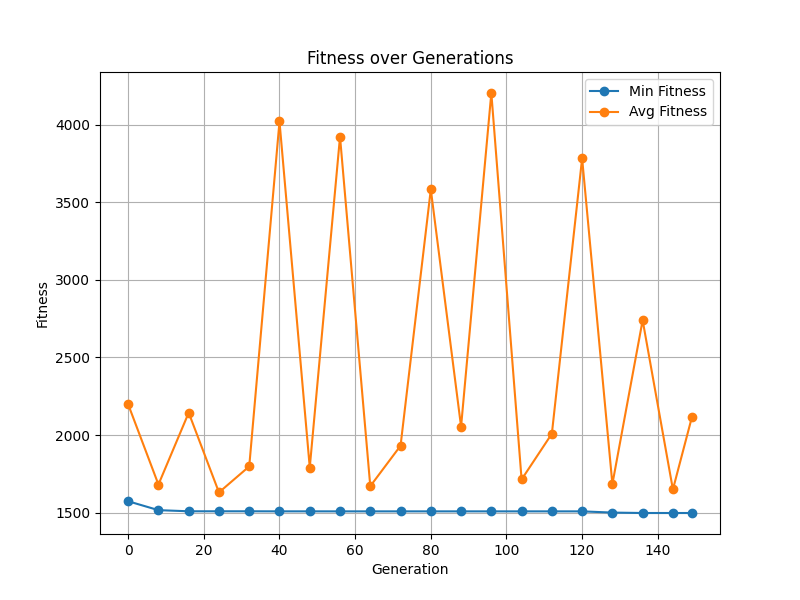 Fitness over Generations
Min Fitness
Avg Fitness
Fitness
4000
3500
3000
2500
2000
1500
0 20 40 60 80 100 120 140
Generation